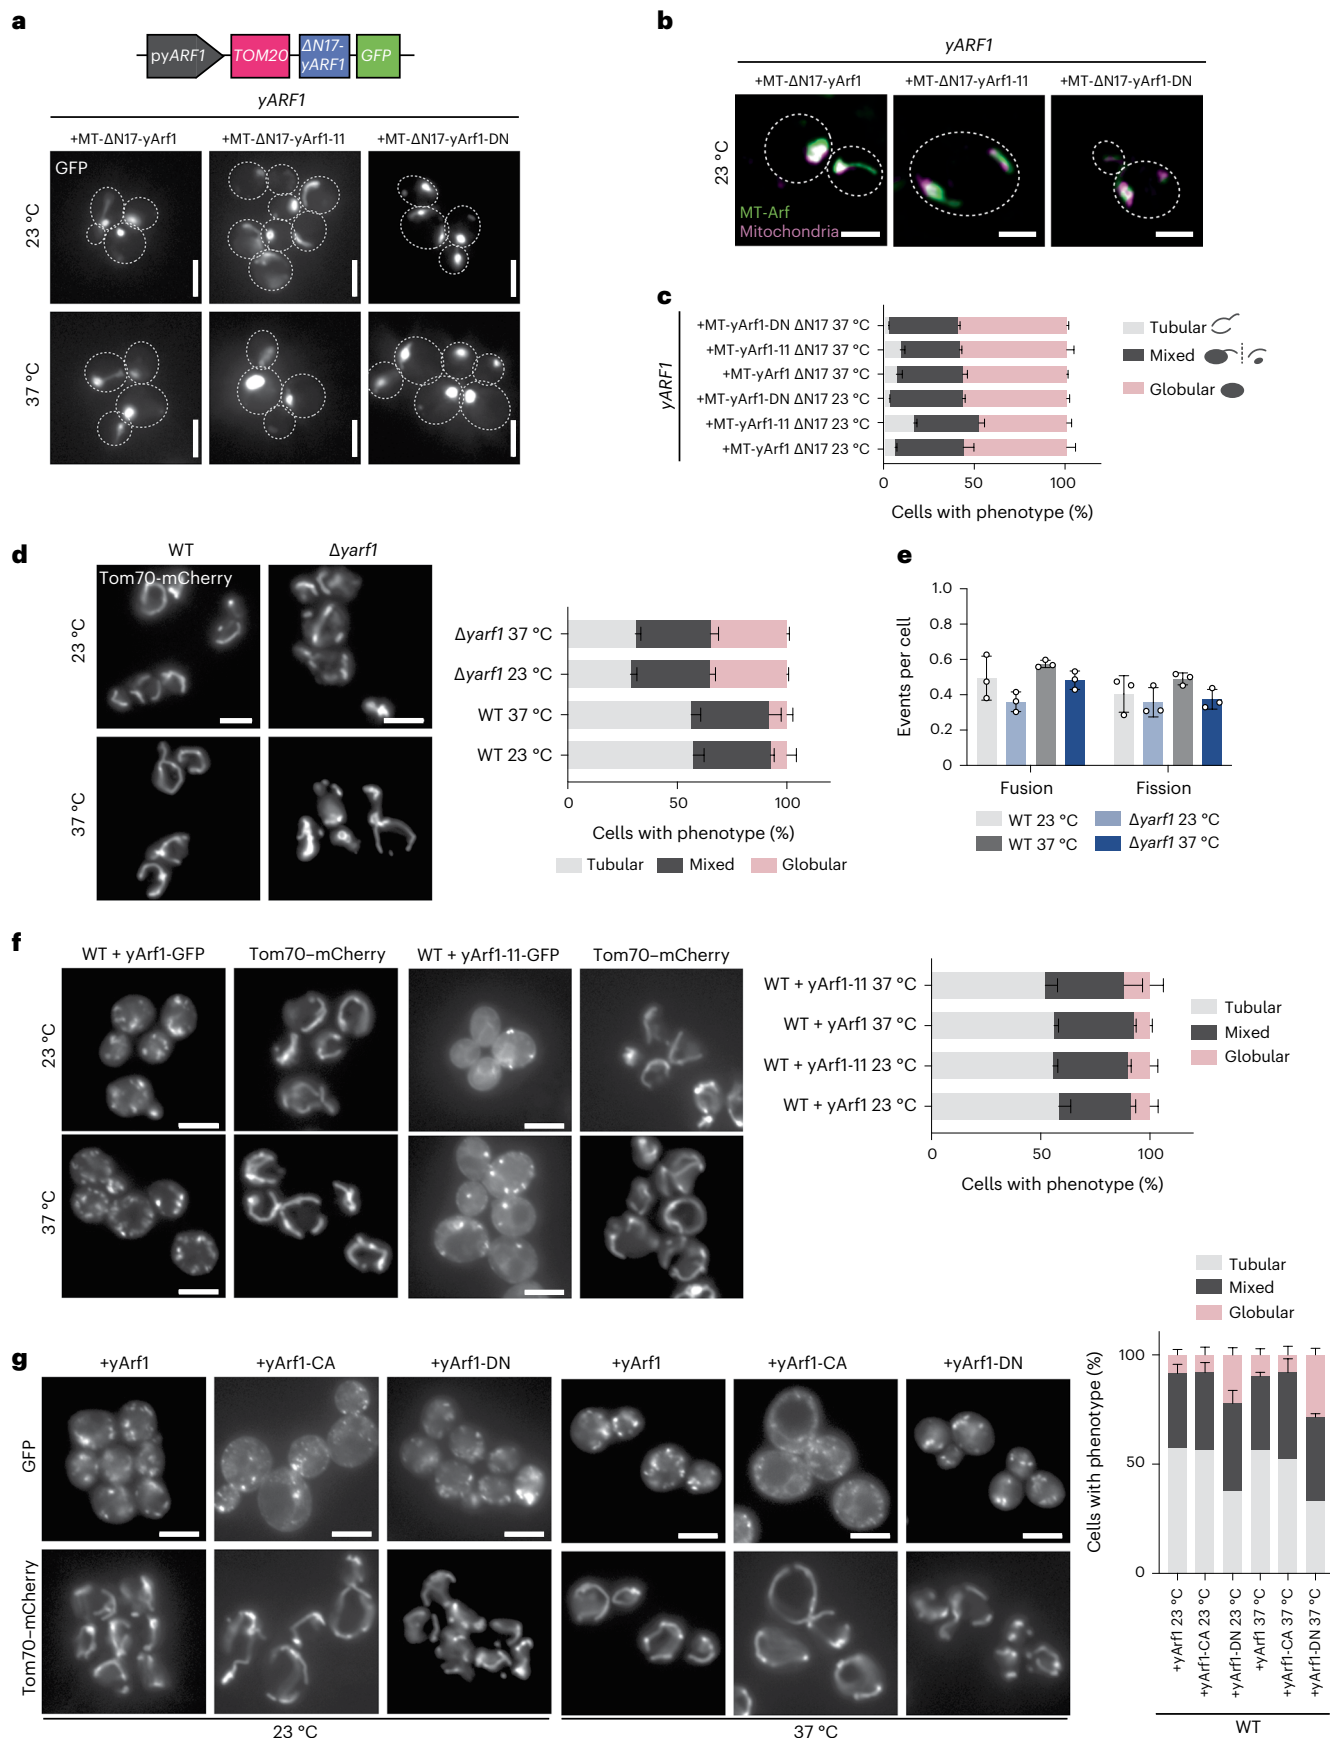 a
pyARF1 TOM20 ΔN17-yARF1 GFP
yARF1
+MT-ΔN17-yArf1 +MT-ΔN17-yArf1-11 +MT-ΔN17-yArf1-DN
GFP
23 °C
37 °C
b
yARF1
+MT-ΔN17-yArf1 +MT-ΔN17-yArf1-11 +MT-ΔN17-yArf1-DN
23 °C
MT-Arf
Mitochondria
c
yARF1
+MT-yArf1-DN ΔN17 37 °C
+MT-yArf1-11 ΔN17 37 °C
+MT-yArf1 ΔN17 37 °C
+MT-yArf1-DN ΔN17 23 °C
+MT-yArf1-11 ΔN17 23 °C
+MT-yArf1 ΔN17 23 °C
0 50 100
Cells with phenotype (%)
Tubular
Mixed
Globular
d
WT Δyarf1
Tom70-mCherry
23 °C
37 °C
Δyarf1 37 °C
Δyarf1 23 °C
WT 37 °C
WT 23 °C
0 50 100
Cells with phenotype (%)
Tubular Mixed Globular
e
Events per cell
1.0
0.8
0.6
0.4
0.2
0
Fusion Fission
WT 23 °C Δyarf1 23 °C
WT 37 °C Δyarf1 37 °C
f
WT + yArf1-GFP Tom70–mCherry WT + yArf1-11-GFP Tom70–mCherry
23 °C
37 °C
WT + yArf1-11 37 °C
WT + yArf1 37 °C
WT + yArf1-11 23 °C
WT + yArf1 23 °C
0 50 100
Cells with phenotype (%)
Tubular
Mixed
Globular
g
+yArf1 +yArf1-CA +yArf1-DN +yArf1 +yArf1-CA +yArf1-DN
GFP
Tom70–mCherry
23 °C 37 °C
Tubular
Mixed
Globular
Cells with phenotype (%)
100
50
0
+yArf1 23 °C
+yArf1-CA 23 °C
+yArf1-DN 23 °C
+yArf1 37 °C
+yArf1-CA 37 °C
+yArf1-DN 37 °C
WT